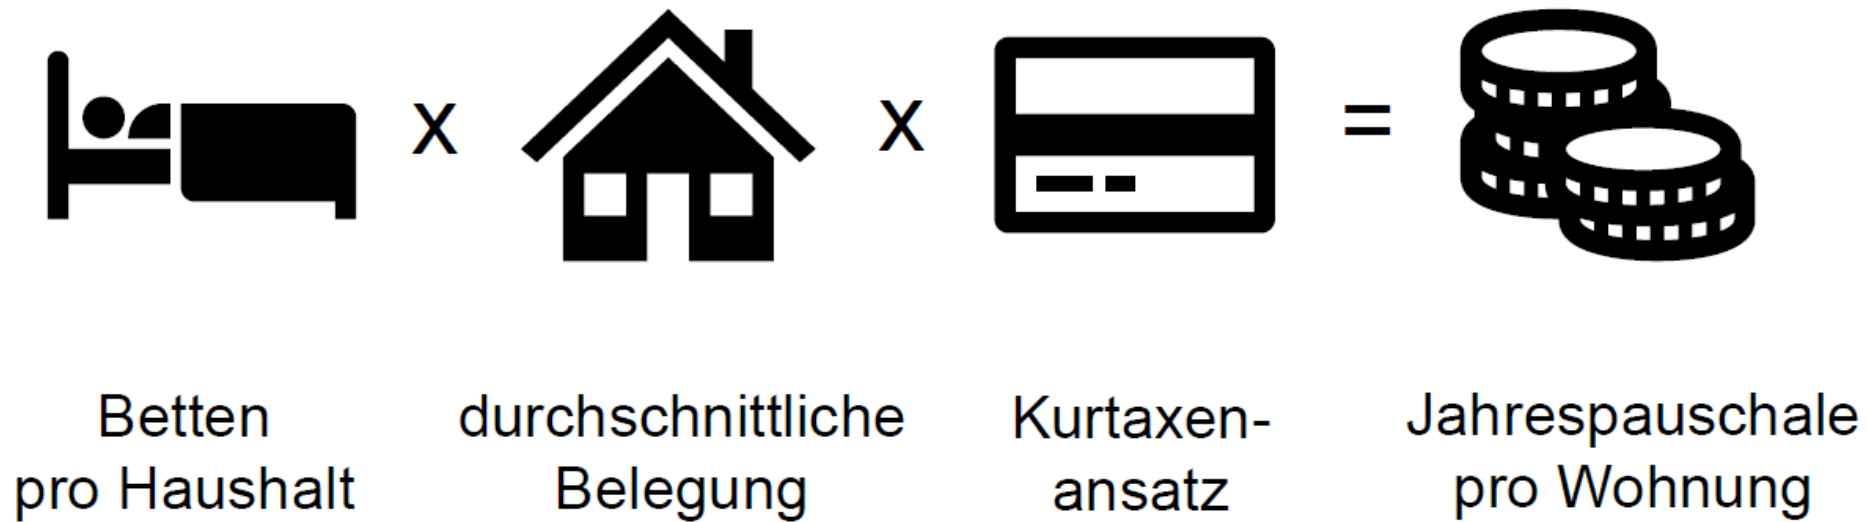 x x =
Betten
pro Haushalt
durchschnittliche
Belegung
Kurtaxen-
ansatz
Jahrespauschale
pro Wohnung